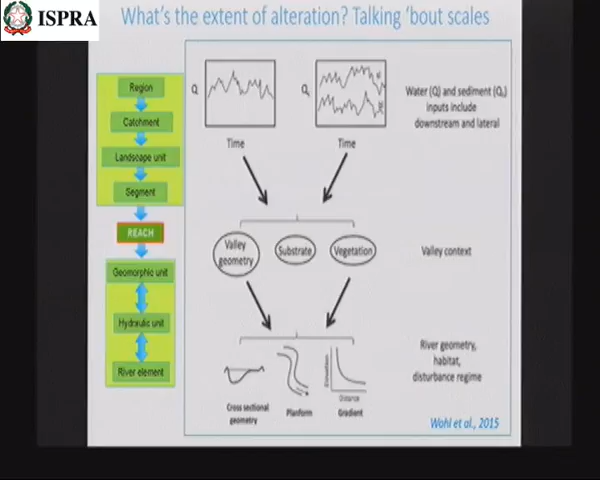 ISPRA
What's the extent of alteration? Talking 'bout scales
Region
Catchment
Landscape unit
Segment
REACH
Geomorphic unit
Hydraulic unit
River element
Q
Time
Qs
Time
Water (Q) and sediment (Qs)
inputs include
downstream and lateral
Valley
geometry
Substrate
Vegetation
Valley context
Cross sectional
geometry
Planform
Elevation
Distance
Gradient
River geometry,
habitat,
disturbance regime
Wohl et al., 2015